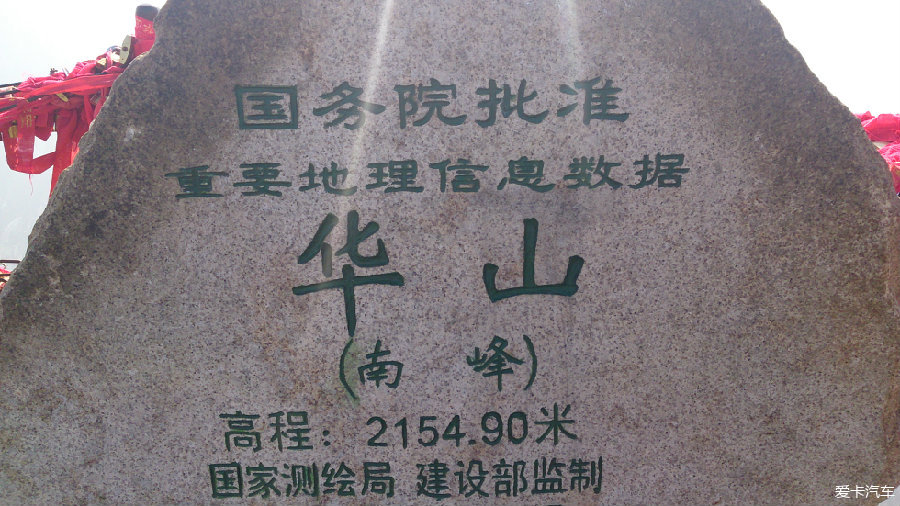 国务院批准
重要地理信息数据
华山
(南峰)
高程：2154.90米
国家测绘局 建设部监制
爱卡汽车